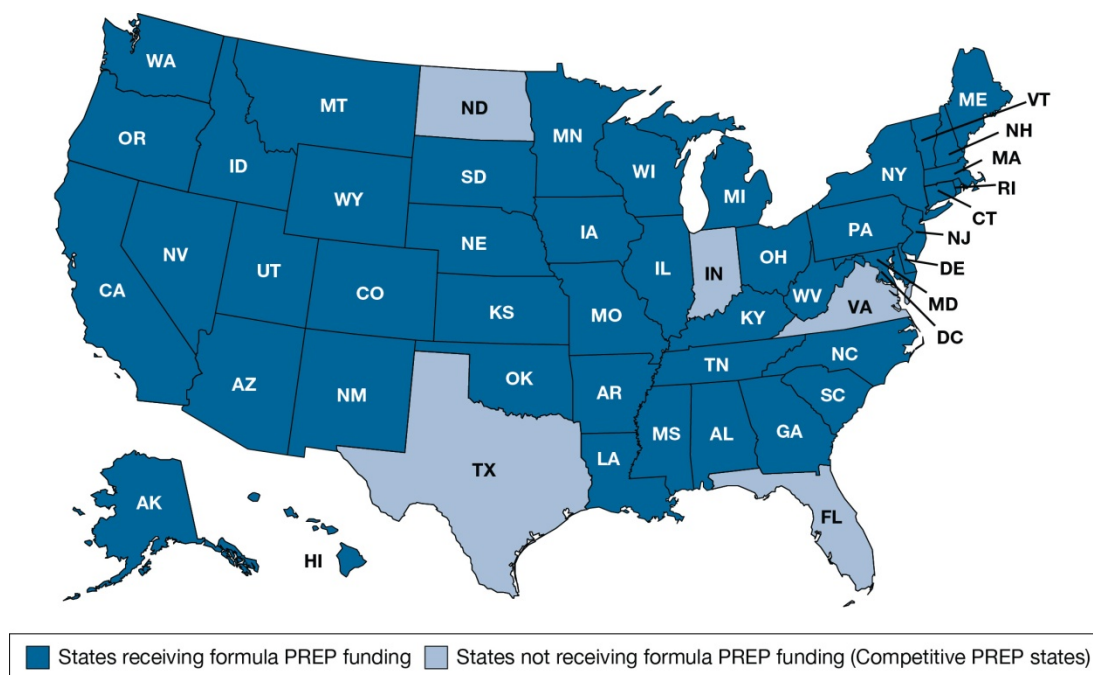 WA
MT
ND
MN
ME
VT
NH
MA
RI
CT
NJ
DE
MD
DC
OR
ID
WY
SD
WI
MI
NY
NE
IA
PA
NV
UT
CO
IL
IN
OH
CA
KS
MO
WV
VA
KY
NC
TN
AZ
NM
OK
AR
SC
MS
AL
GA
LA
TX
AK
FL
HI
States receiving formula PREP funding
States not receiving formula PREP funding (Competitive PREP states)